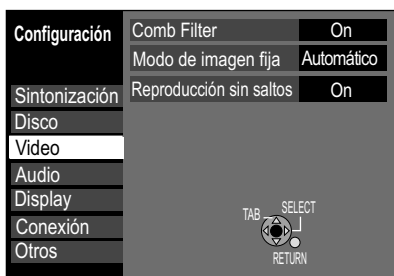 Configuración
Comb Filter On
Modo de imagen fija Automático
Reproducción sin saltos On
Sintonización
Disco
Video
Audio
Display
Conexión
Otros
TAB SELECT
RETURN